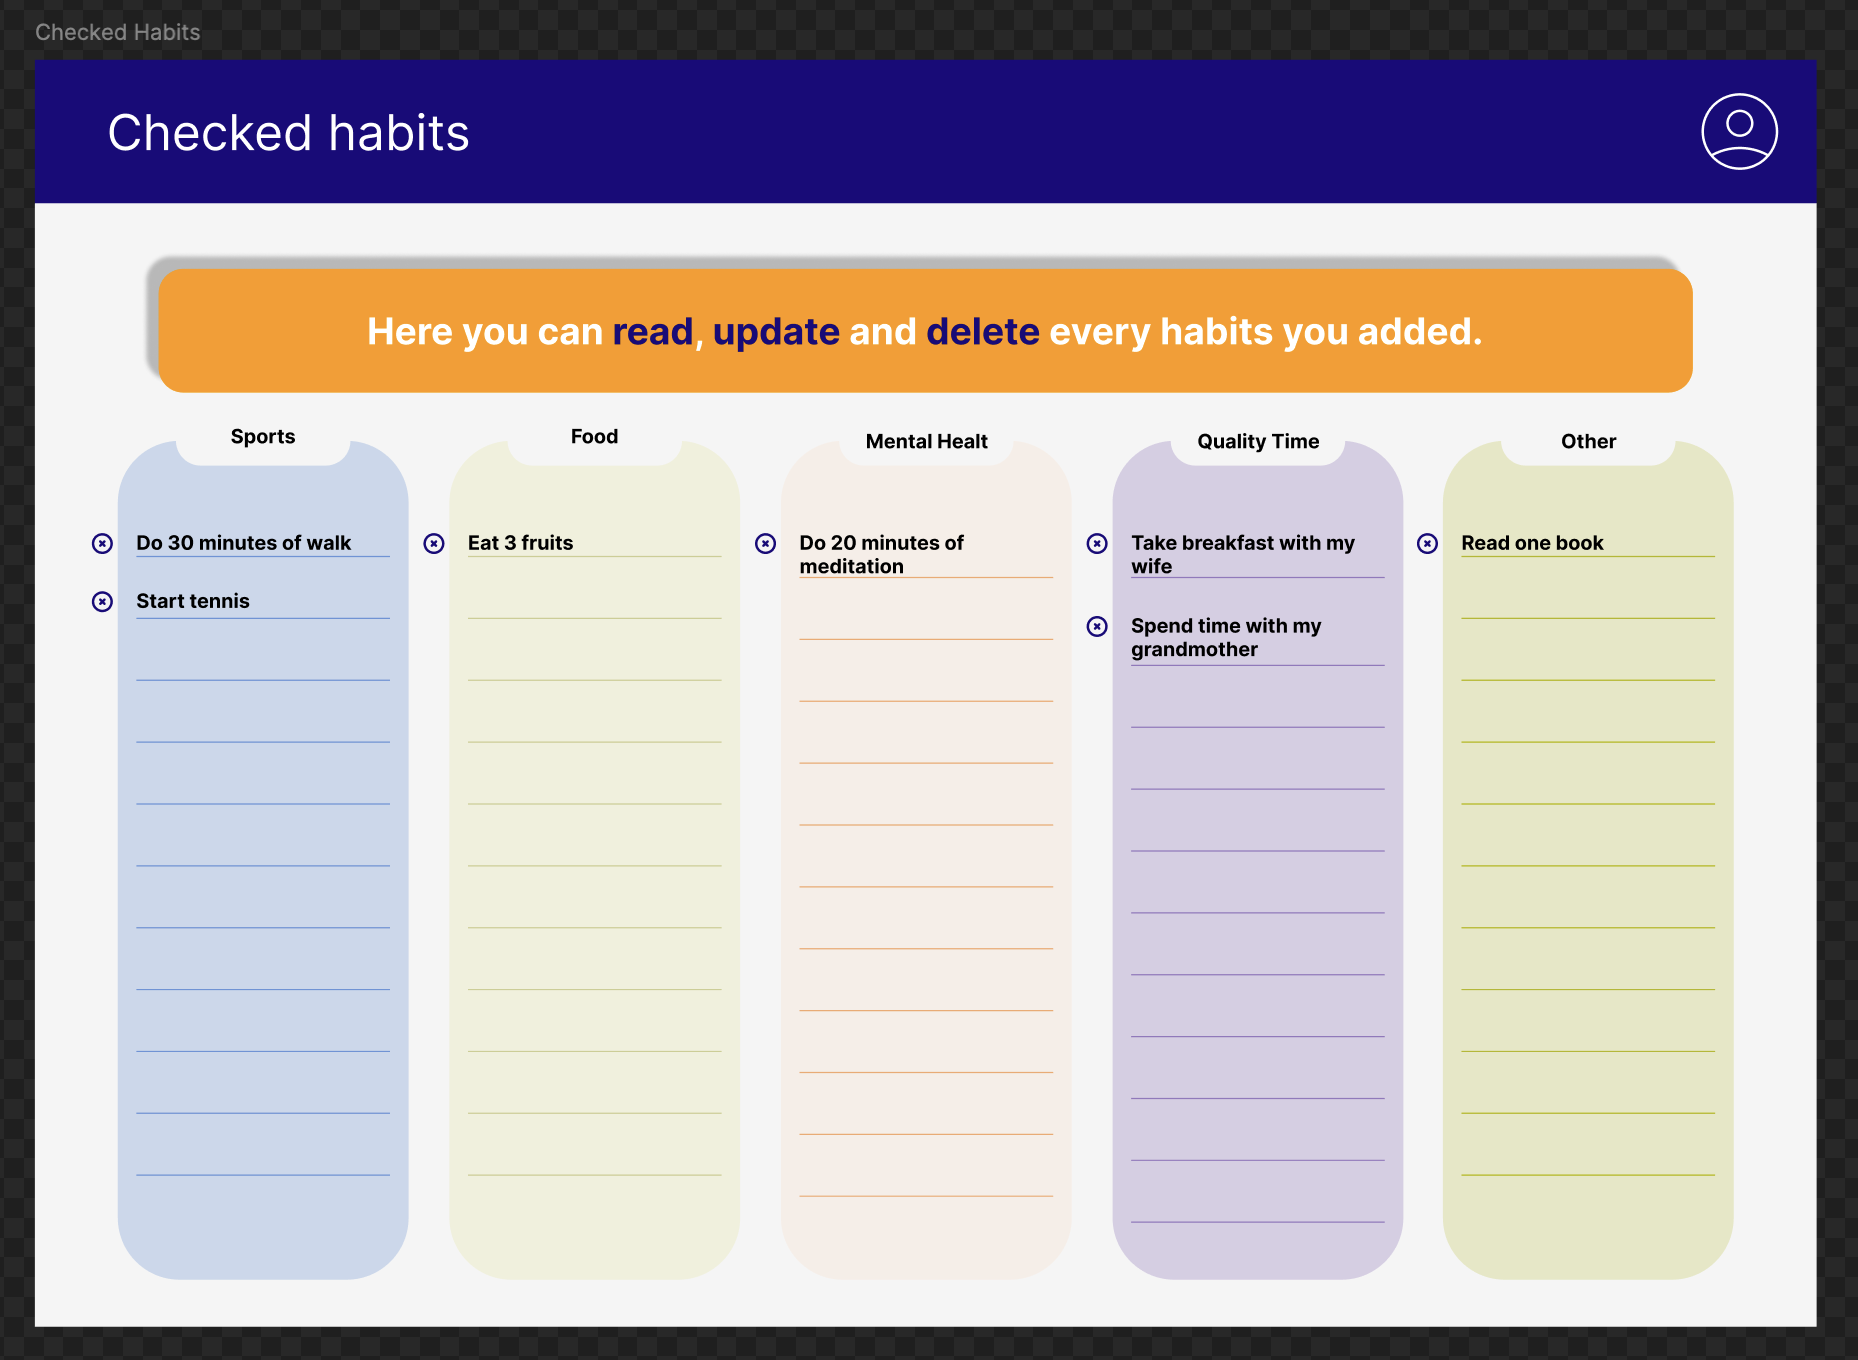 Checked Habits
Checked habits
Here you can read, update and delete every habits you added.
Sports
Do 30 minutes of walk
Start tennis
Food
Eat 3 fruits
Mental Healt
Do 20 minutes of
meditation
Quality Time
Take breakfast with my
wife
Spend time with my
grandmother
Other
Read one book